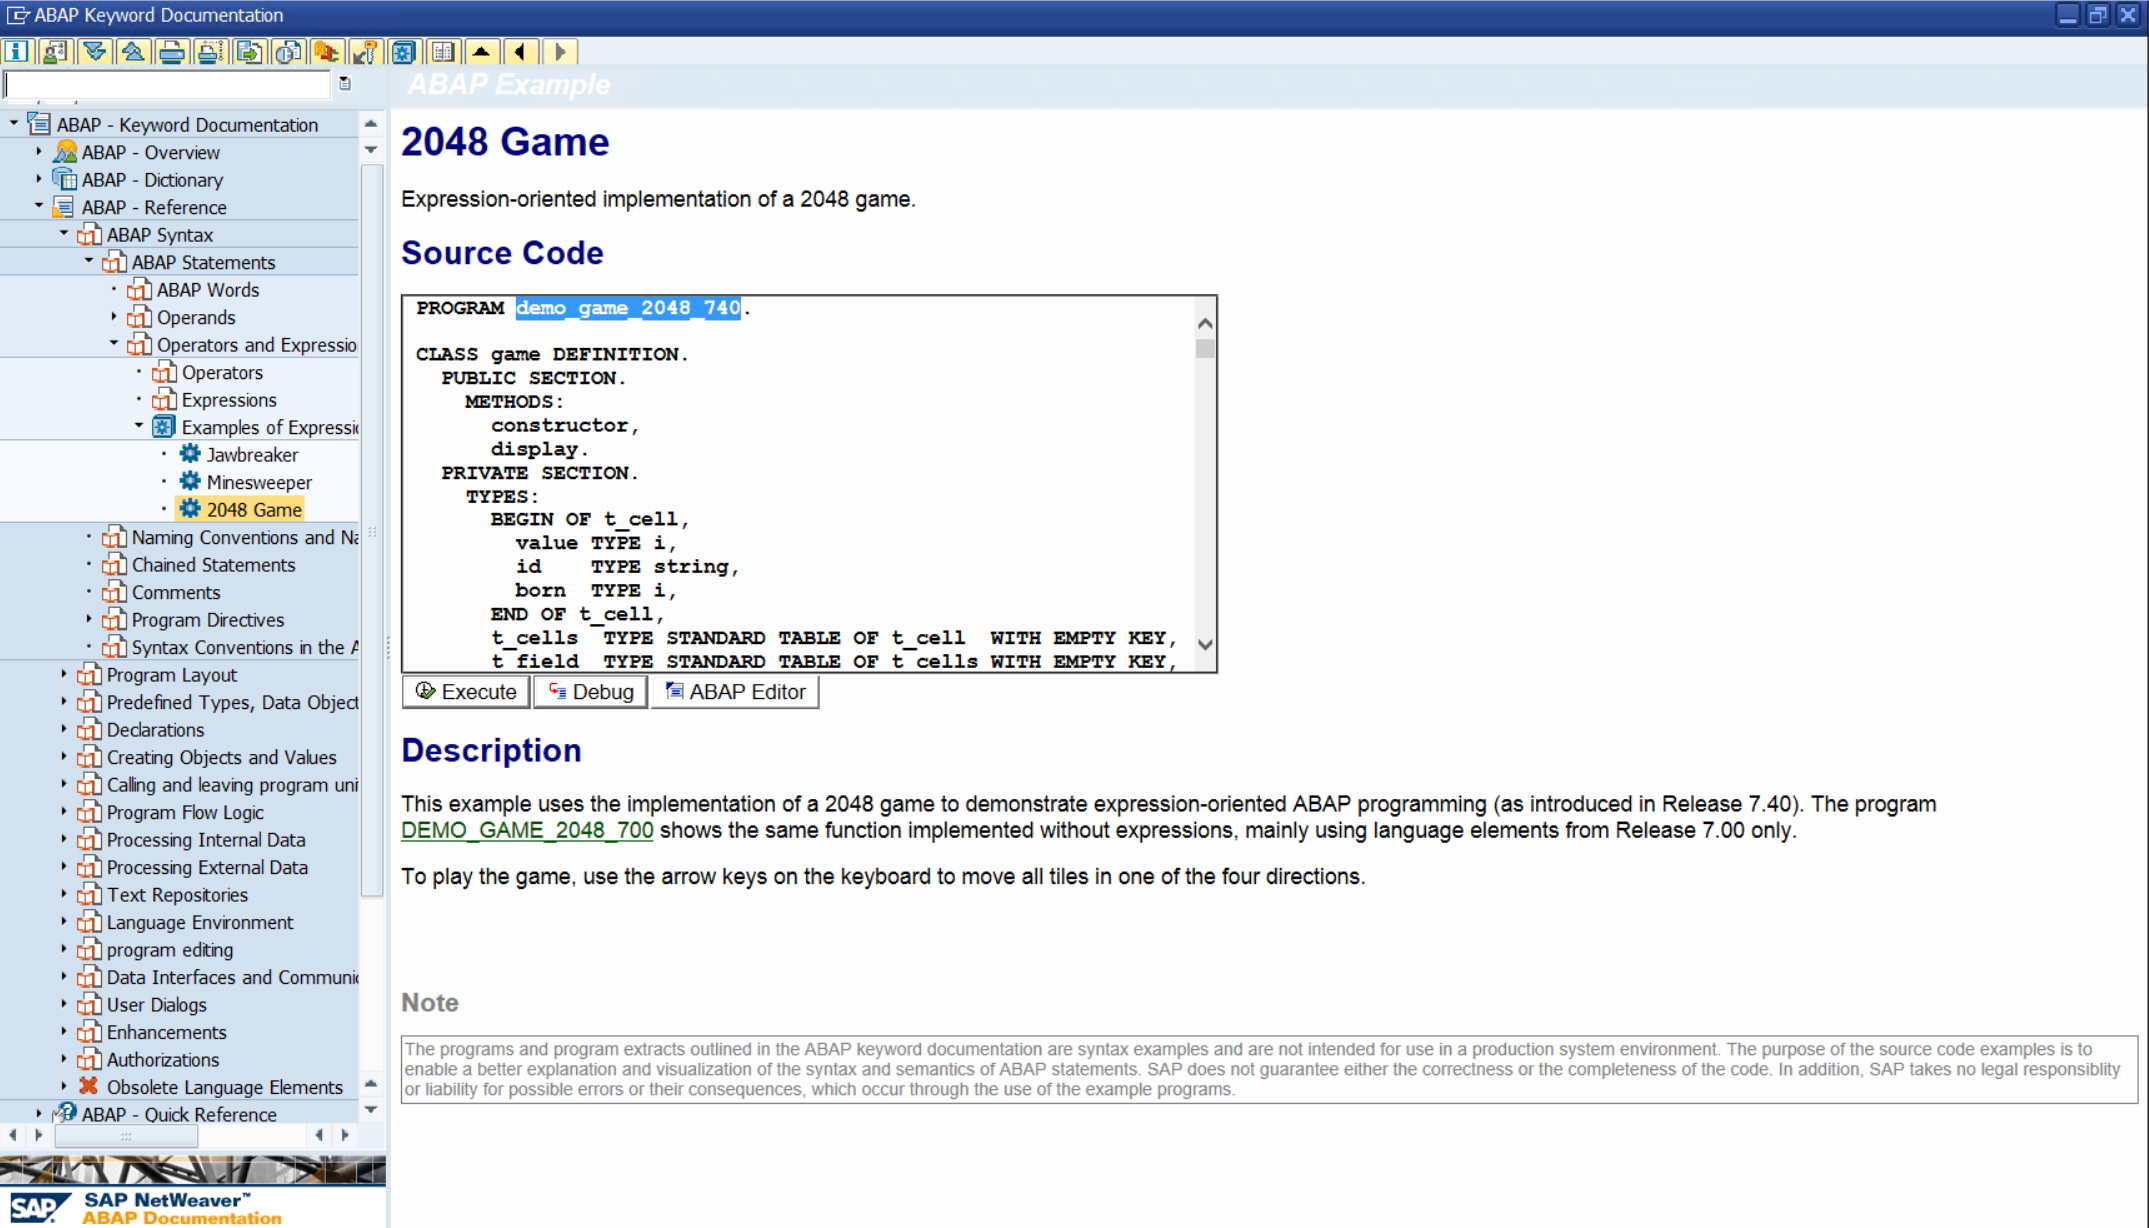 ABAP Keyword Documentation
ABAP Example
ABAP - Keyword Documentation
ABAP - Overview
ABAP - Dictionary
ABAP - Reference
ABAP Syntax
ABAP Statements
ABAP Words
Operands
Operators and Expressio
Operators
Expressions
Examples of Expressi
Jawbreaker
Minesweeper
2048 Game
Naming Conventions and Na
Chained Statements
Comments
Program Directives
Syntax Conventions in the A
Program Layout
Predefined Types, Data Object
Declarations
Creating Objects and Values
Calling and leaving program uni
Program Flow Logic
Processing Internal Data
Processing External Data
Text Repositories
Language Environment
program editing
Data Interfaces and Communic
User Dialogs
Enhancements
Authorizations
Obsolete Language Elements
ABAP - Quick Reference
SAP
SAP NetWeaver™
ABAP Documentation
2048 Game
Expression-oriented implementation of a 2048 game.
Source Code
PROGRAM demo_game_2048_740.
CLASS game DEFINITION.
PUBLIC SECTION.
METHODS:
constructor,
display.
PRIVATE SECTION.
TYPES:
BEGIN OF t_cell,
value TYPE i,
id TYPE string,
born TYPE i,
END OF t_cell,
t_cells TYPE STANDARD TABLE OF t_cell WITH EMPTY KEY,
t_field TYPE STANDARD TABLE OF t_cells WITH EMPTY KEY,
Execute Debug ABAP Editor
Description
This example uses the implementation of a 2048 game to demonstrate expression-oriented ABAP programming (as introduced in Release 7.40). The program
DEMO_GAME_2048_700 shows the same function implemented without expressions, mainly using language elements from Release 7.00 only.
To play the game, use the arrow keys on the keyboard to move all tiles in one of the four directions.
Note
The programs and program extracts outlined in the ABAP keyword documentation are syntax examples and are not intended for use in a production system environment. The purpose of the source code examples is to
enable a better explanation and visualization of the syntax and semantics of ABAP statements. SAP does not guarantee either the correctness or the completeness of the code. In addition, SAP takes no legal responsiblity
or liability for possible errors or their consequences, which occur through the use of the example programs.